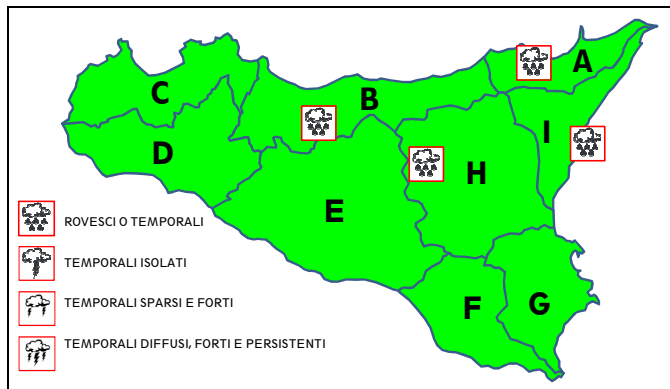 A
C
B
I
D
H
E
ROVESCI O TEMPORALI
TEMPORALI ISOLATI
F
G
TEMPORALI SPARSI E FORTI
TEMPORALI DIFFUSI, FORTI E PERSISTENTI